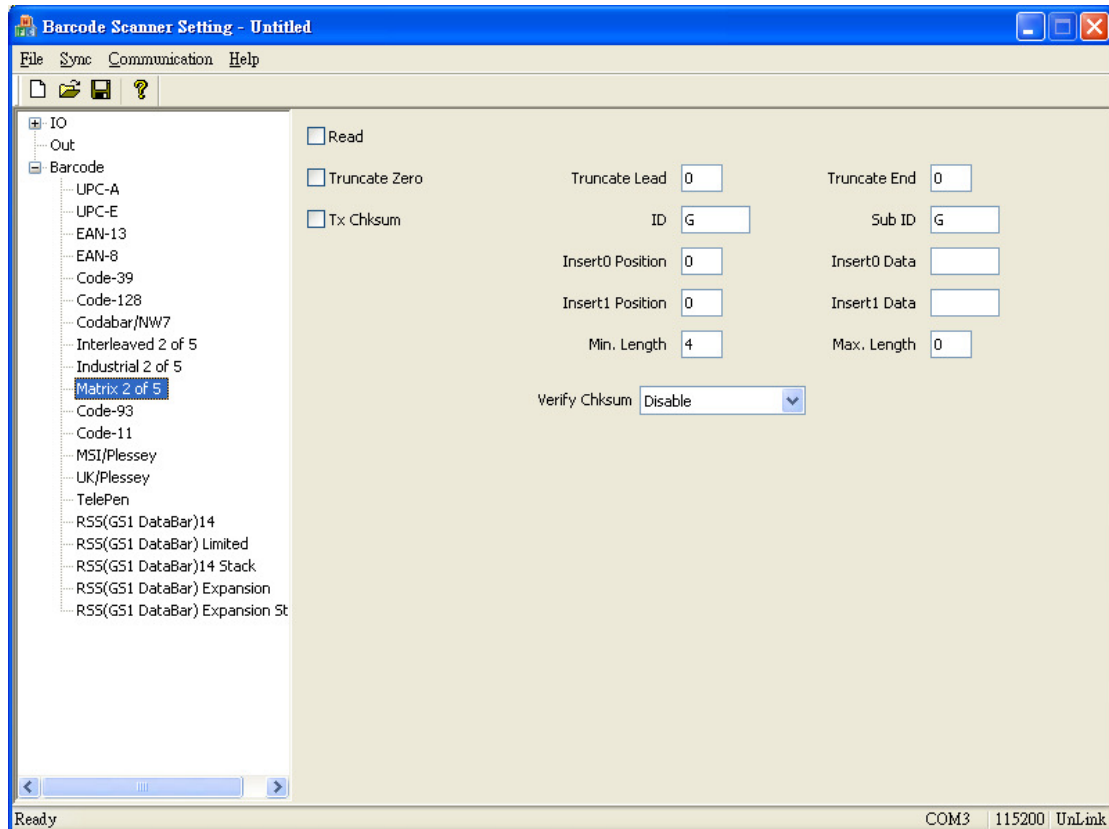 Barcode Scanner Setting - Untitled
File Sync Communication Help
IO
Out
Barcode
UPC-A
UPC-E
EAN-13
EAN-8
Code-39
Code-128
Codabar/NW7
Interleaved 2 of 5
Industrial 2 of 5
Matrix 2 of 5
Code-93
Code-11
MSI/Plessey
UK/Plessey
TelePen
RSS(GS1 DataBar)14
RSS(GS1 DataBar) Limited
RSS(GS1 DataBar)14 Stack
RSS(GS1 DataBar) Expansion
RSS(GS1 DataBar) Expansion St
Read
Truncate Zero Truncate Lead 0 Truncate End 0
Tx Chksum ID G Sub ID G
Insert0 Position 0 Insert0 Data
Insert1 Position 0 Insert1 Data
Min. Length 4 Max. Length 0
Verify Chksum Disable
Ready COM3 115200 UnLink